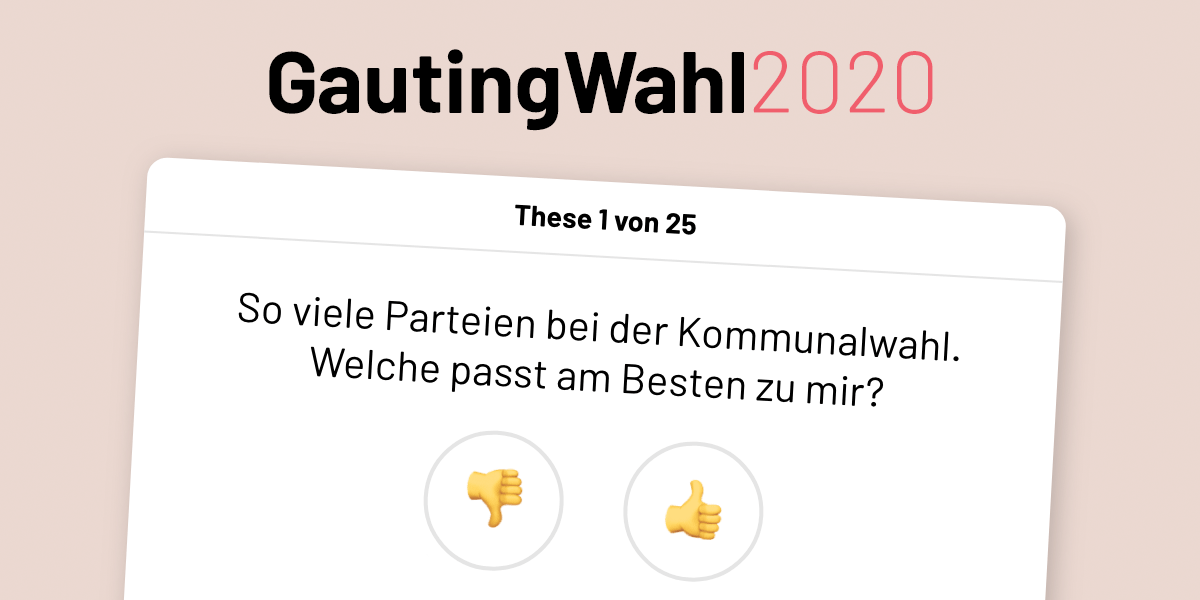 GautingWahl2020
These 1 von 25
So viele Parteien bei der Kommunalwahl.
Welche passt am Besten zu mir?